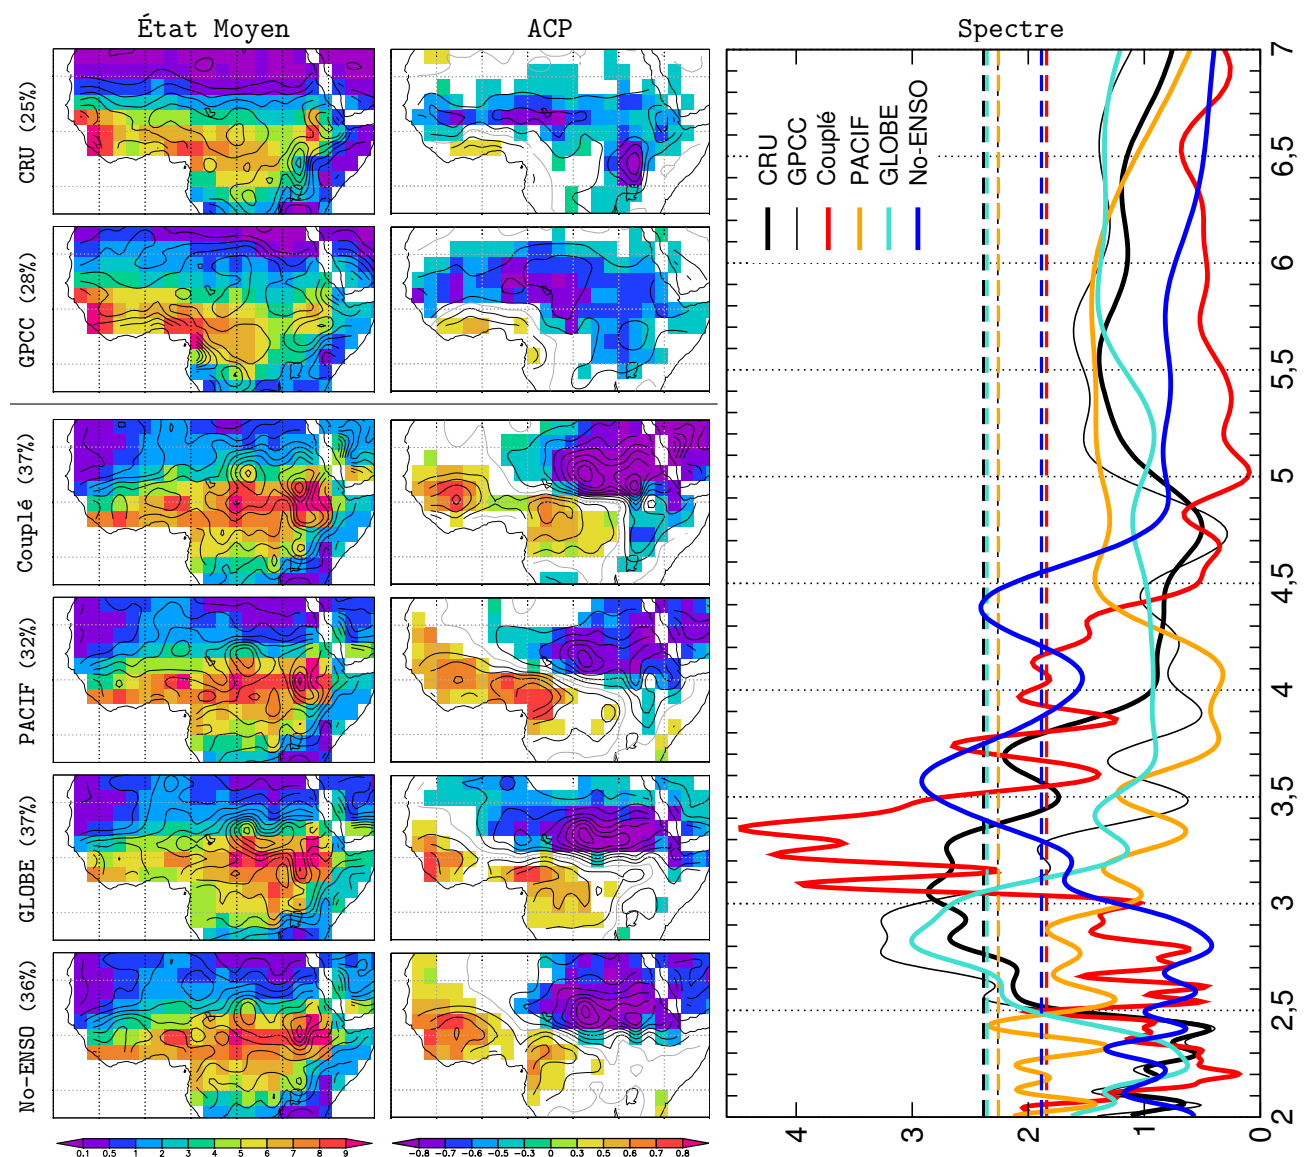 État Moyen
ACP
Spectre
CRU (25%)
GPCC (28%)
Couplé (37%)
PACIF (32%)
GLOBE (37%)
No-ENSO (36%)
CRU
GPCC
Couplé
PACIF
GLOBE
No-ENSO
7
6,5
6
5,5
5
4,5
4
3,5
3
2,5
2
4 3 2 1 0
0.1 0.5 1 2 3 4 5 6 7 8 9
-0.8 -0.7 -0.6 -0.5 -0.3 0 0.3 0.5 0.6 0.7 0.8